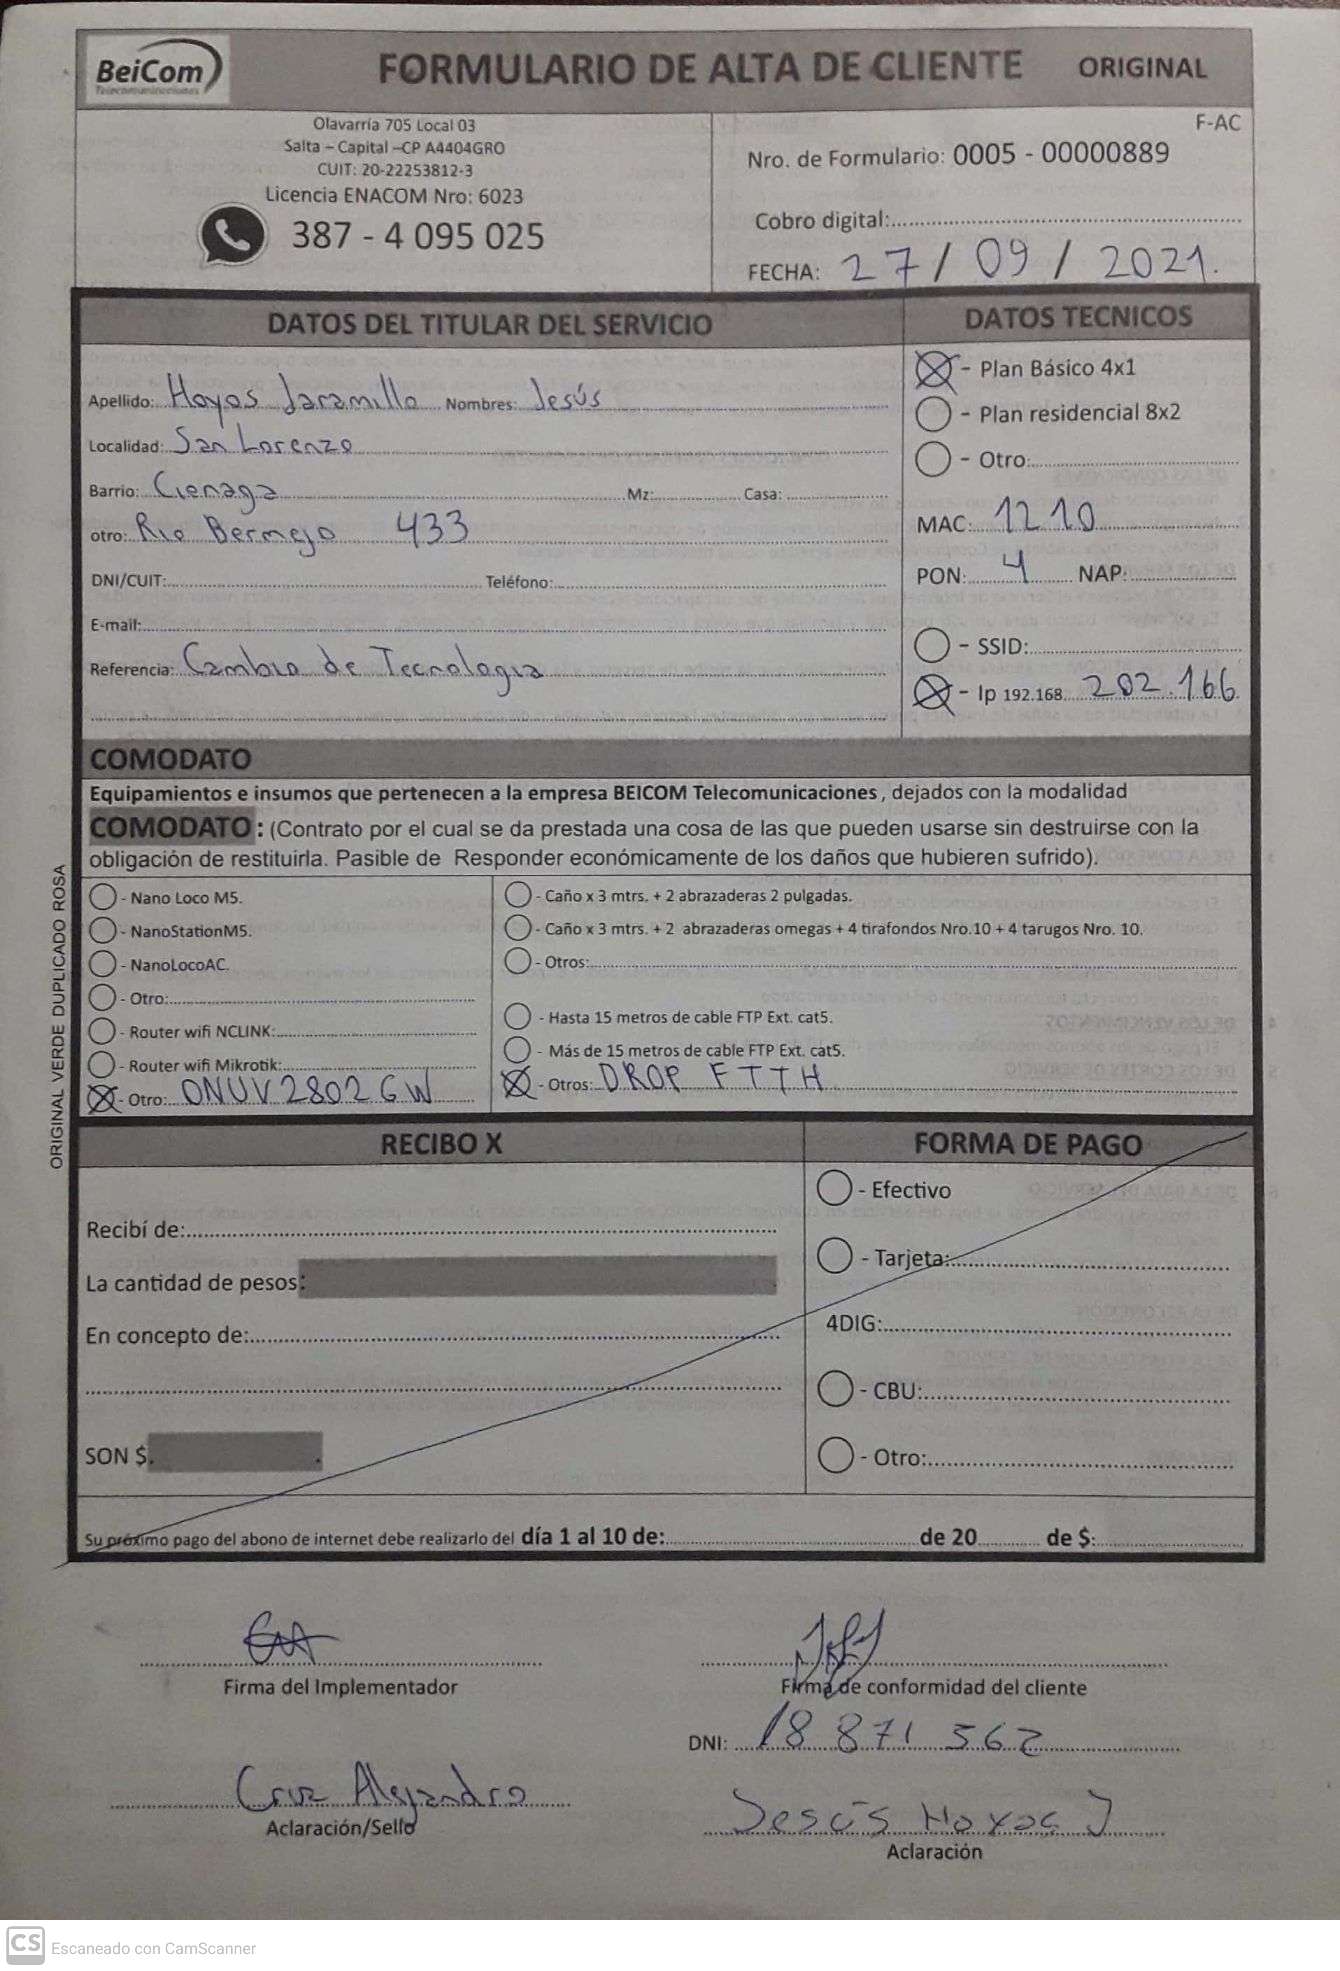 BeiCom
Telecomunicaciones
FORMULARIO DE ALTA DE CLIENTE ORIGINAL
Olavarría 705 Local 03
Salta – Capital –CP A4404GRO
CUIT: 20-22253812-3
Licencia ENACOM Nro: 6023
387 - 4 095 025
F-AC
Nro. de Formulario: 0005 - 00000889
Cobro digital:
FECHA: 27 / 09 / 2021.
DATOS DEL TITULAR DEL SERVICIO
Apellido: Hoyos Jaramillo Nombres: Jesús
Localidad: San Lorenzo
Barrio: Cienaga Mz: Casa:
otro: Rio Bermejo 433
DNI/CUIT: Teléfono:
E-mail:
Referencia: Cambio de Tecnologia
DATOS TECNICOS
- Plan Básico 4x1
- Plan residencial 8x2
- Otro:
MAC: 1210
PON: 4 NAP:
- SSID:
- Ip 192.168. 202.166
COMODATO
Equipamientos e insumos que pertenecen a la empresa BEICOM Telecomunicaciones, dejados con la modalidad
COMODATO : (Contrato por el cual se da prestada una cosa de las que pueden usarse sin destruirse con la
obligación de restituirla. Pasible de Responder económicamente de los daños que hubieren sufrido).
- Nano Loco M5.
- NanoStationM5.
- NanoLocoAC.
- Otro:
- Router wifi NCLINK:
- Router wifi Mikrotik:
- Otro: ONUV2802GW
- Caño x 3 mtrs. + 2 abrazaderas 2 pulgadas.
- Caño x 3 mtrs. + 2 abrazaderas omegas + 4 tirafondos Nro.10 + 4 tarugos Nro. 10.
- Otros:
- Hasta 15 metros de cable FTP Ext. cat5.
- Más de 15 metros de cable FTP Ext. cat5.
- Otros: DROP FTTH
ORIGINAL VERDE DUPLICADO ROSA
RECIBO X
Recibí de:
La cantidad de pesos:
En concepto de:
SON $.
FORMA DE PAGO
- Efectivo
- Tarjeta:
4DIG:
- CBU:
- Otro:
Su próximo pago del abono de internet debe realizarlo del día 1 al 10 de: de 20 de $:
Firma del Implementador
Firma de conformidad del cliente
DNI: 18 871 562
Cruz Alejandro
Aclaración/Sello
Jesús Hoyos J
Aclaración
CS Escaneado con CamScanner